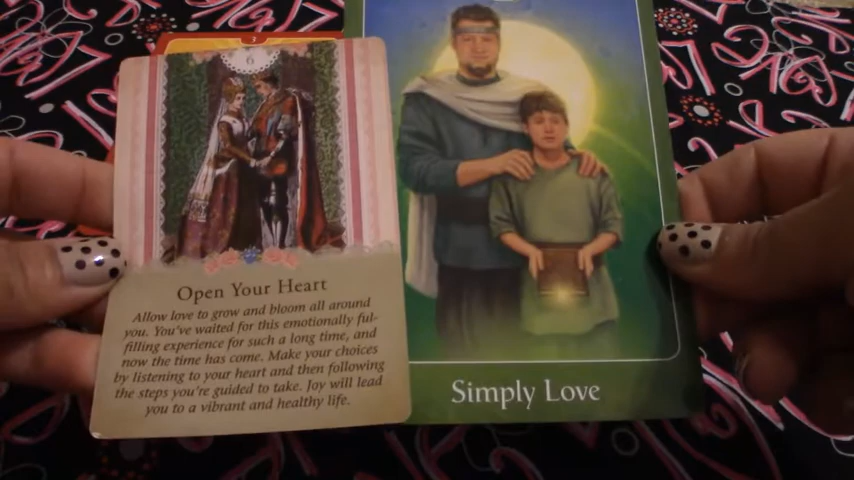 6
Open Your Heart
Allow love to grow and bloom all around
you. You've waited for this emotionally ful-
filling experience for such a long time, and
now the time has come. Make your choices
by listening to your heart and then following
the steps you're guided to take. Joy will lead
you to a vibrant and healthy life.
Simply Love